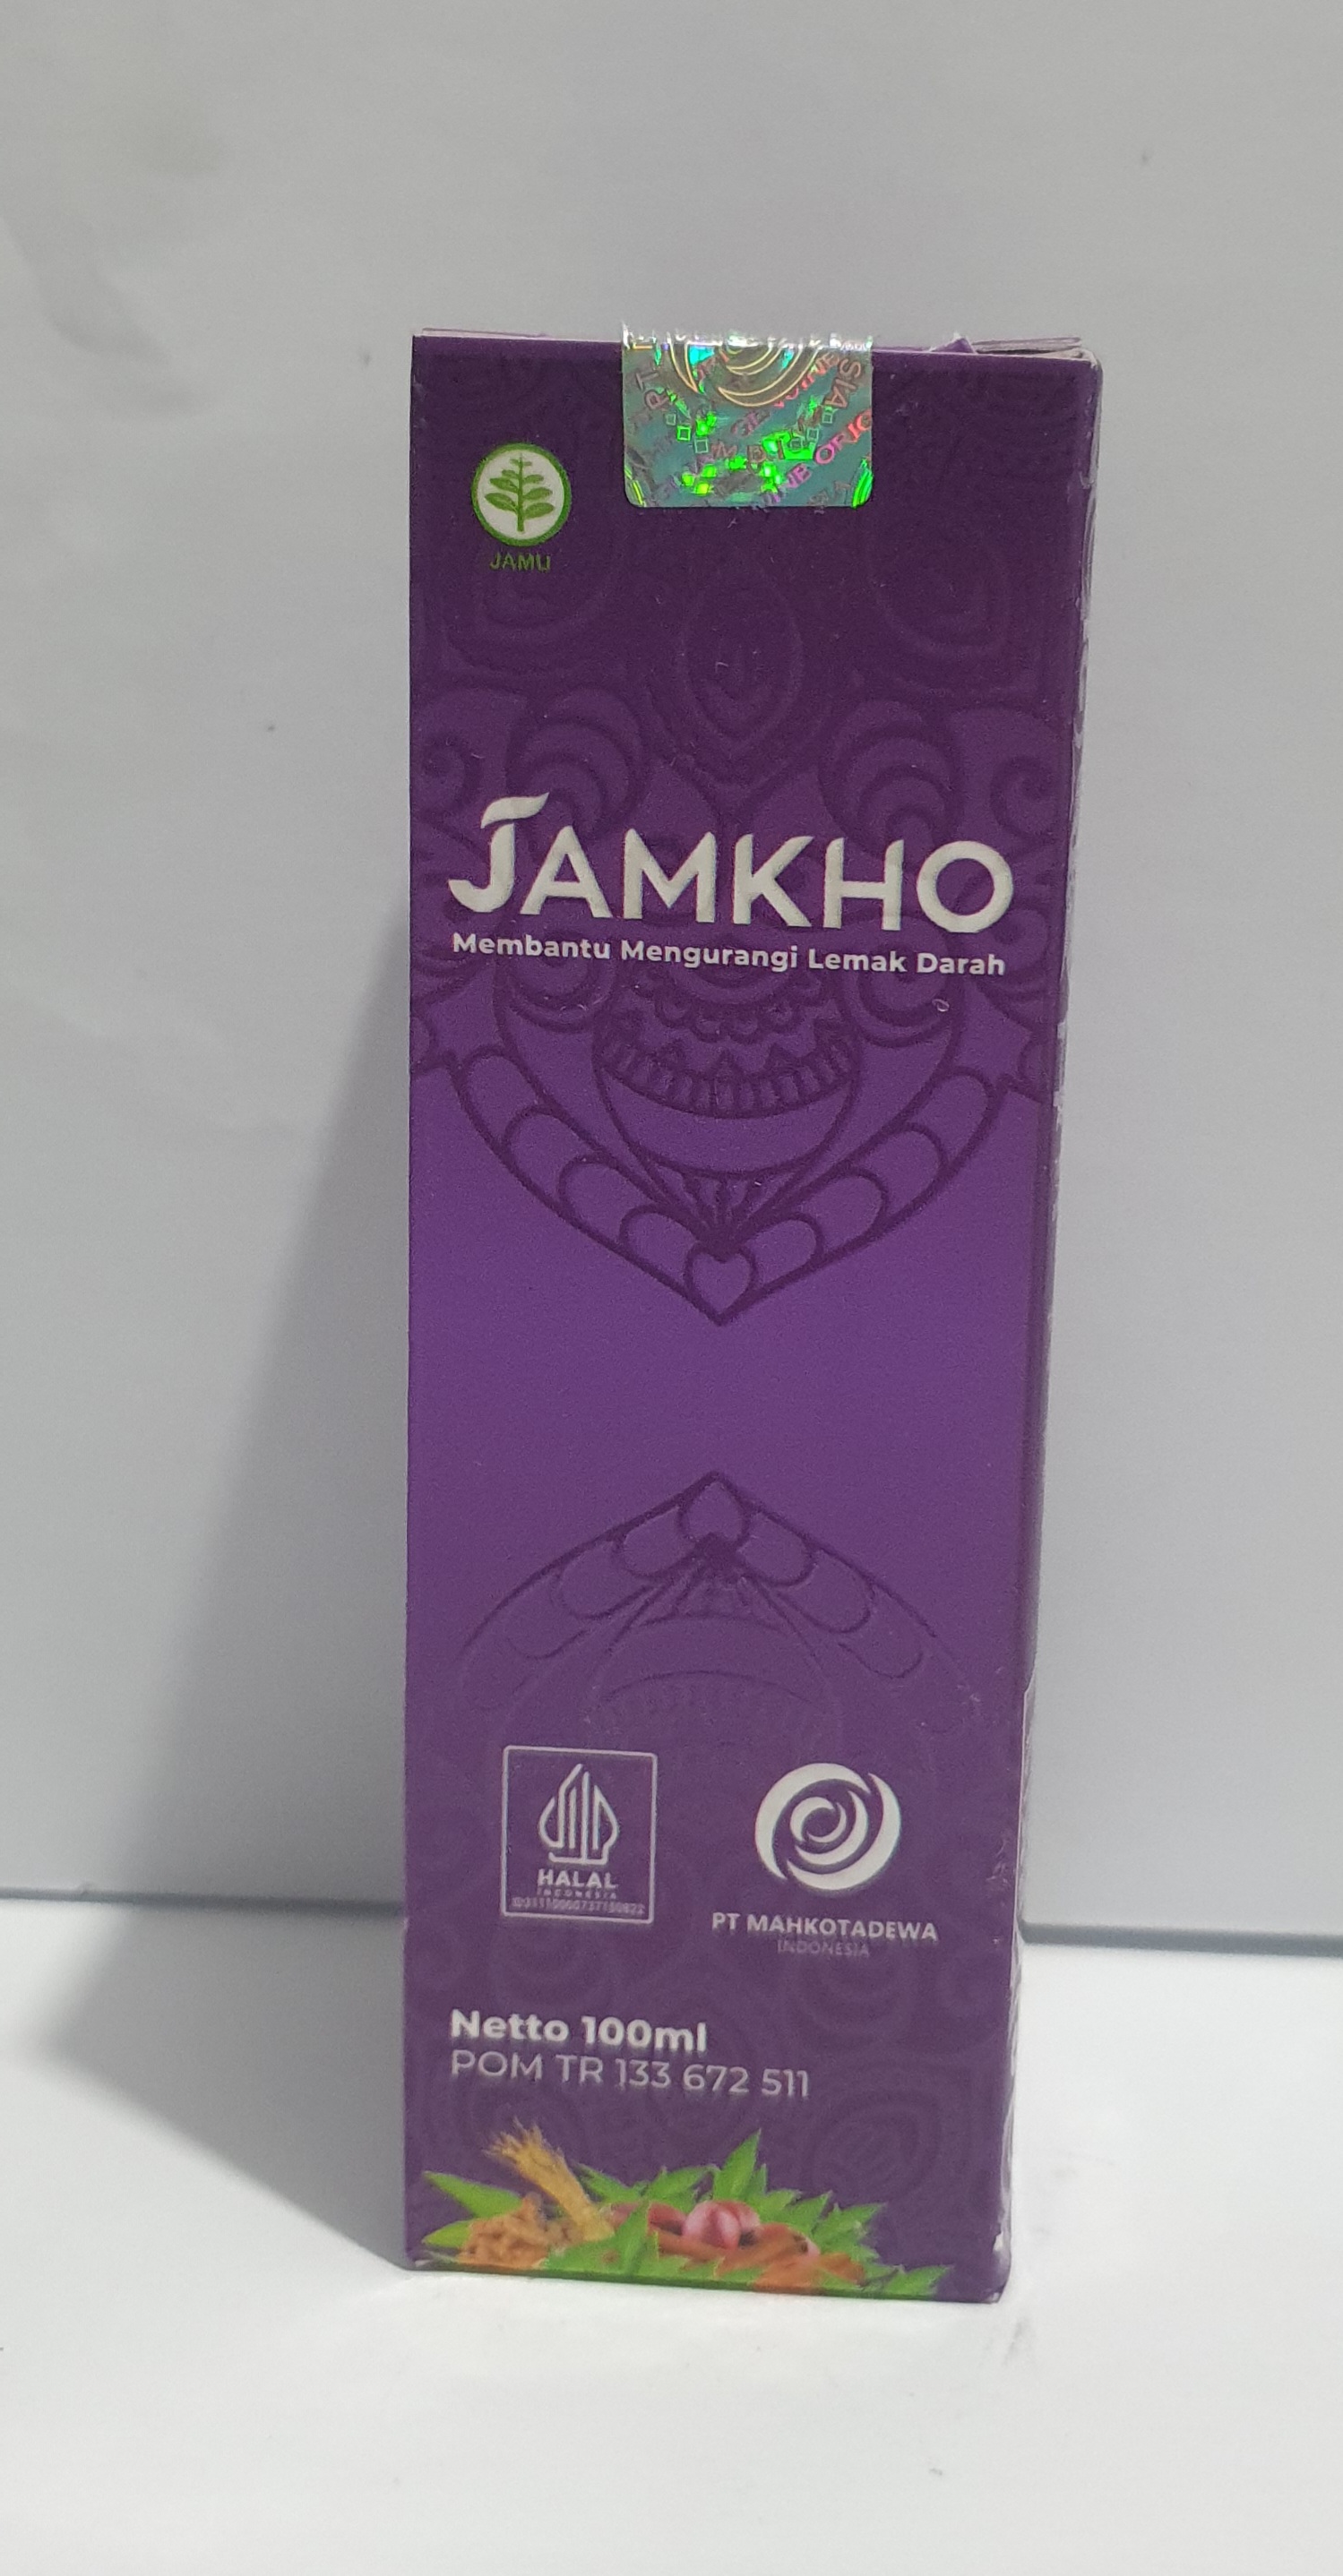 JAMU
JAMKHO
Membantu Mengurangi Lemak Darah
HALAL
INDONESIA
PT MAHKOTADEWA
INDONESIA
Netto 100ml
POM TR 133 672 511